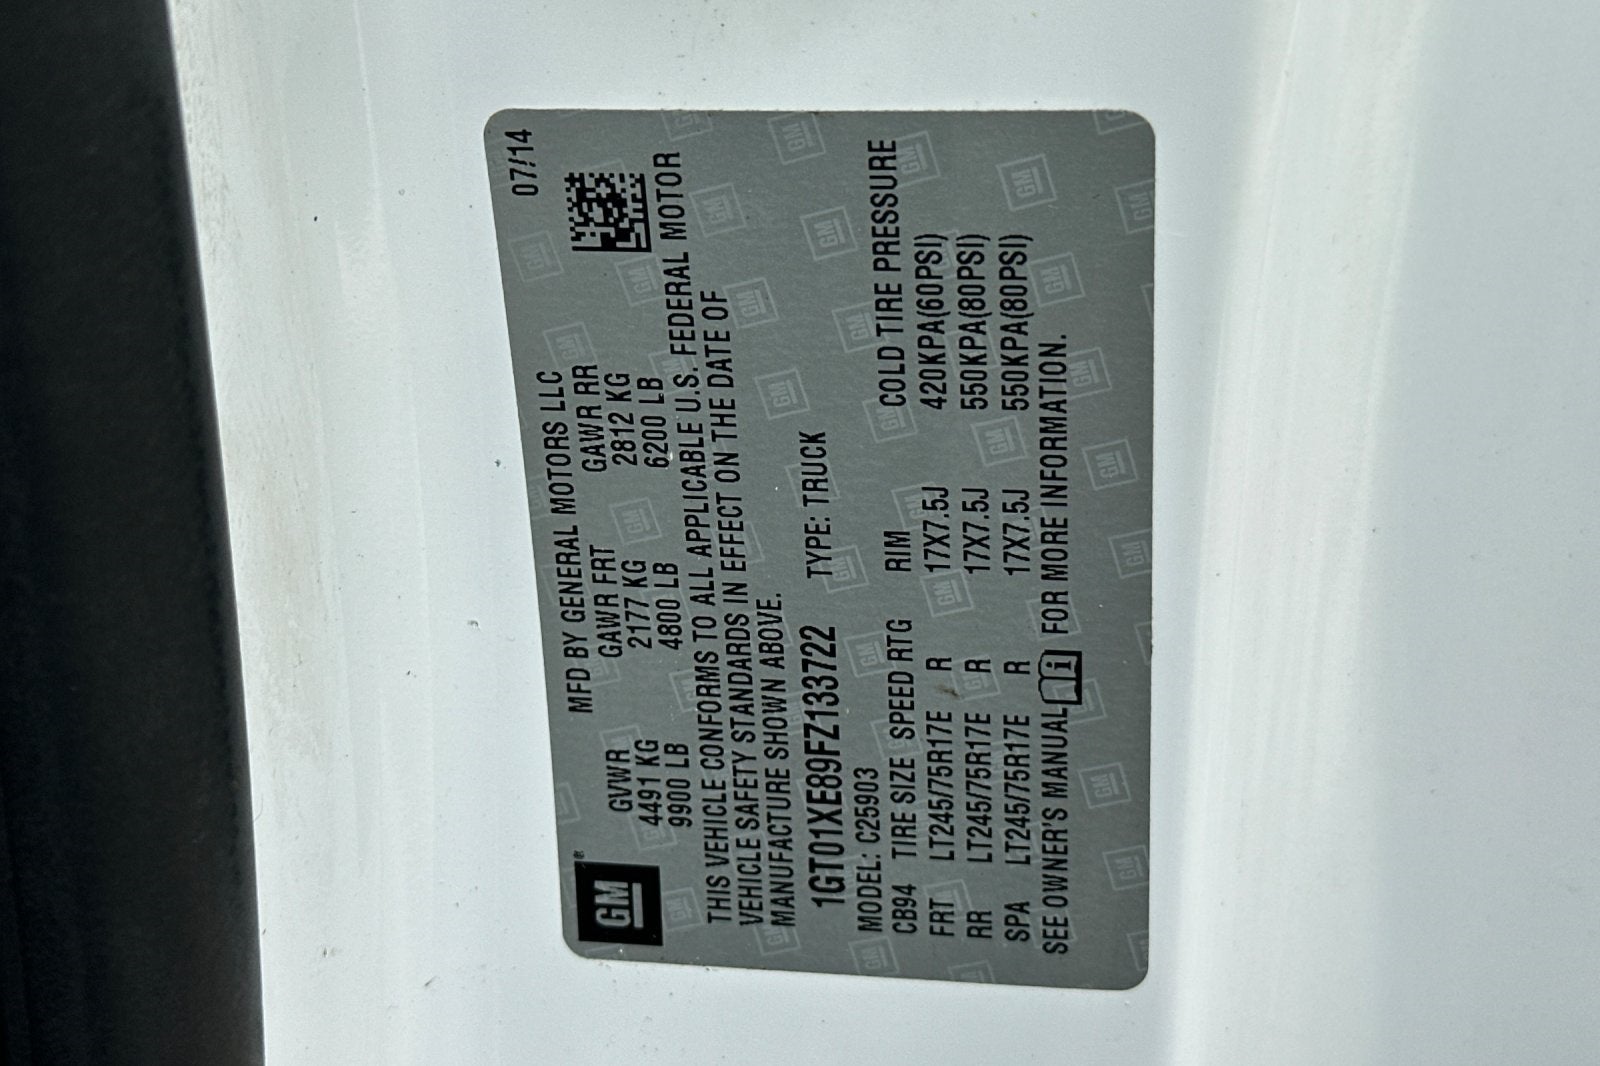 07/14
GM
MFD BY GENERAL MOTORS LLC
GVWR GAWR FRT GAWR RR
4491 KG 2177 KG 2812 KG
9900 LB 4800 LB 6200 LB
THIS VEHICLE CONFORMS TO ALL APPLICABLE U.S. FEDERAL MOTOR
VEHICLE SAFETY STANDARDS IN EFFECT ON THE DATE OF
MANUFACTURE SHOWN ABOVE.
1GT01XE89FZ133722 TYPE: TRUCK
MODEL: C25903
CB94 TIRE SIZE SPEED RTG RIM COLD TIRE PRESSURE
FRT LT245/75R17E R 17X7.5J 420KPA(60PSI)
RR LT245/75R17E R 17X7.5J 550KPA(80PSI)
SPA LT245/75R17E R 17X7.5J 550KPA(80PSI)
SEE OWNER'S MANUAL FOR MORE INFORMATION.